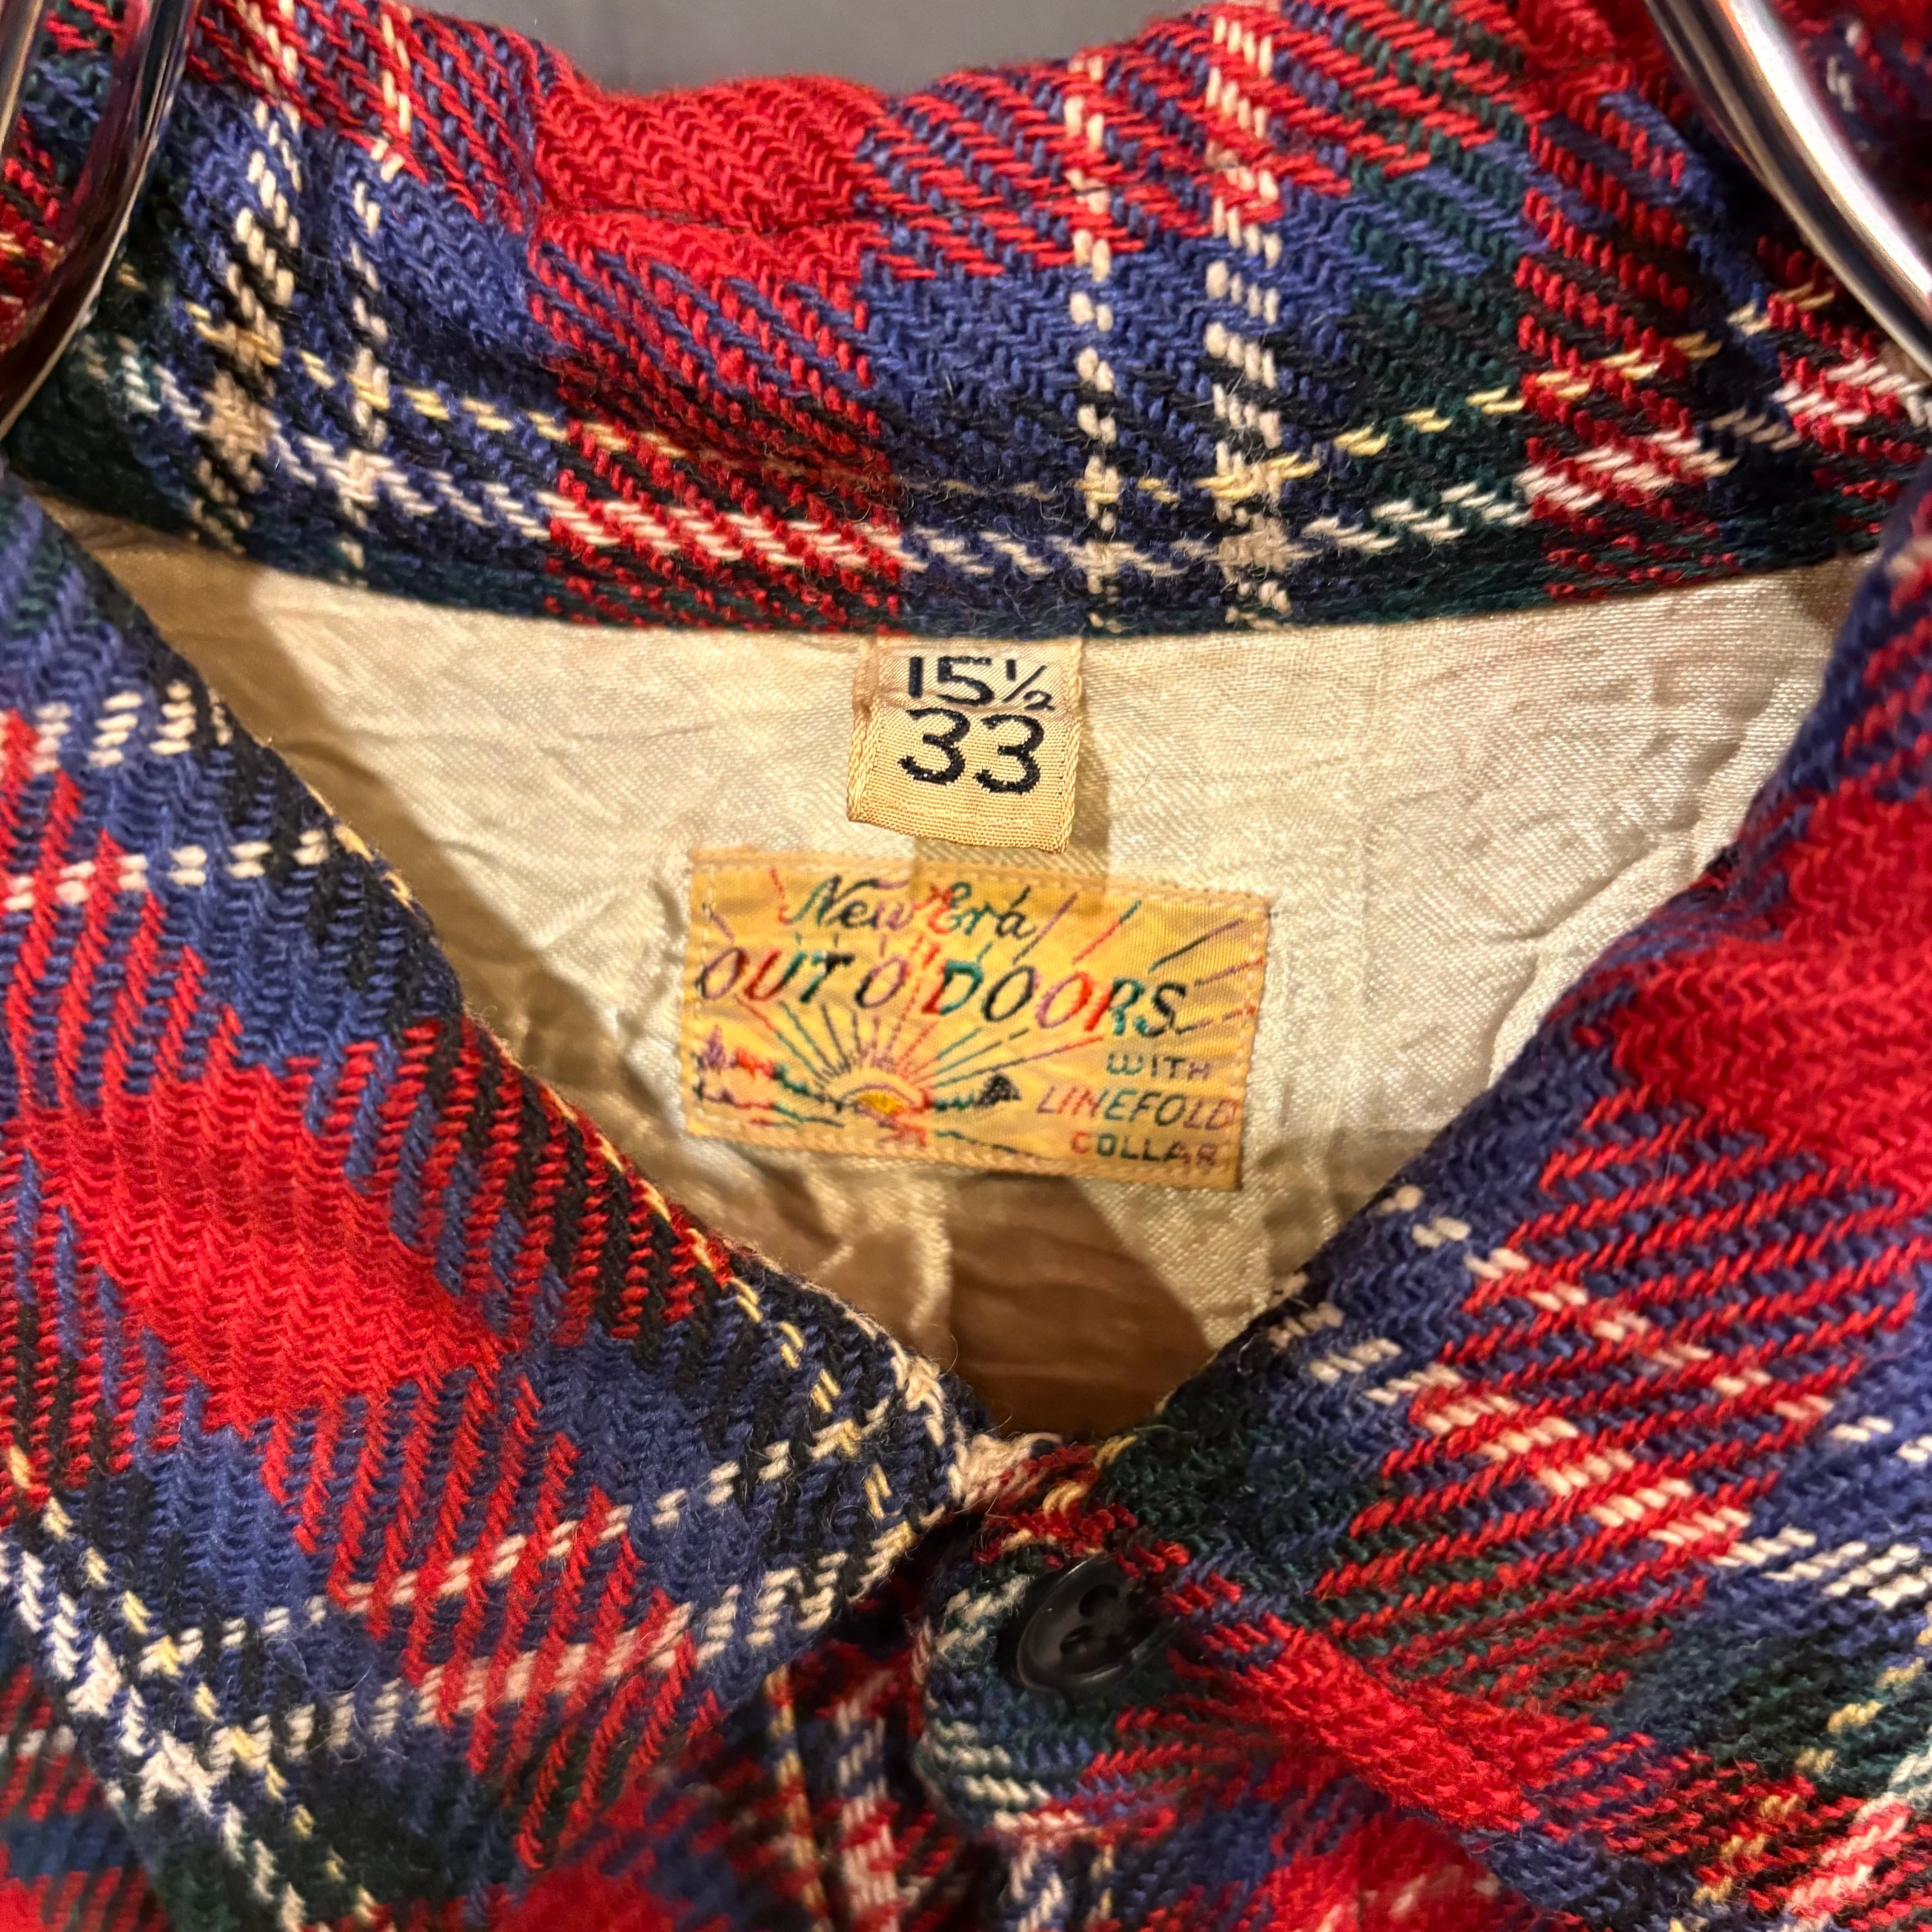 15½
33
New Era
OUT O' DOORS
WITH
LINEFOLD
COLLAR